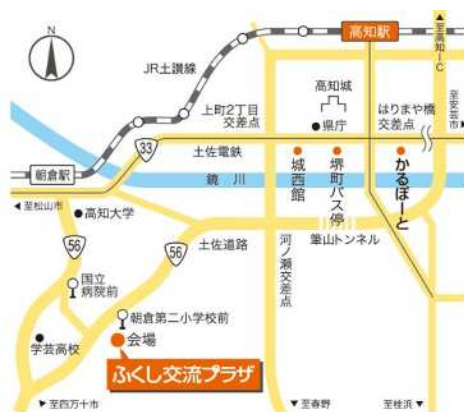 N
JR土讃線
高知駅
▲至高知IC
高知城
上町2丁目
交差点
●県庁
はりまや橋
交差点
至安芸市▶
33
土佐電鉄
城西館
堺町バス停
かるぽーと
朝倉駅
鏡川
◀至松山市
●高知大学
56
土佐道路
56
筆山トンネル
河ノ瀬交差点
国立
病院前
朝倉第二小学校前
学芸高校
●会場
ふくし交流プラザ
▶至四万十市
▼至春野
▼至桂浜